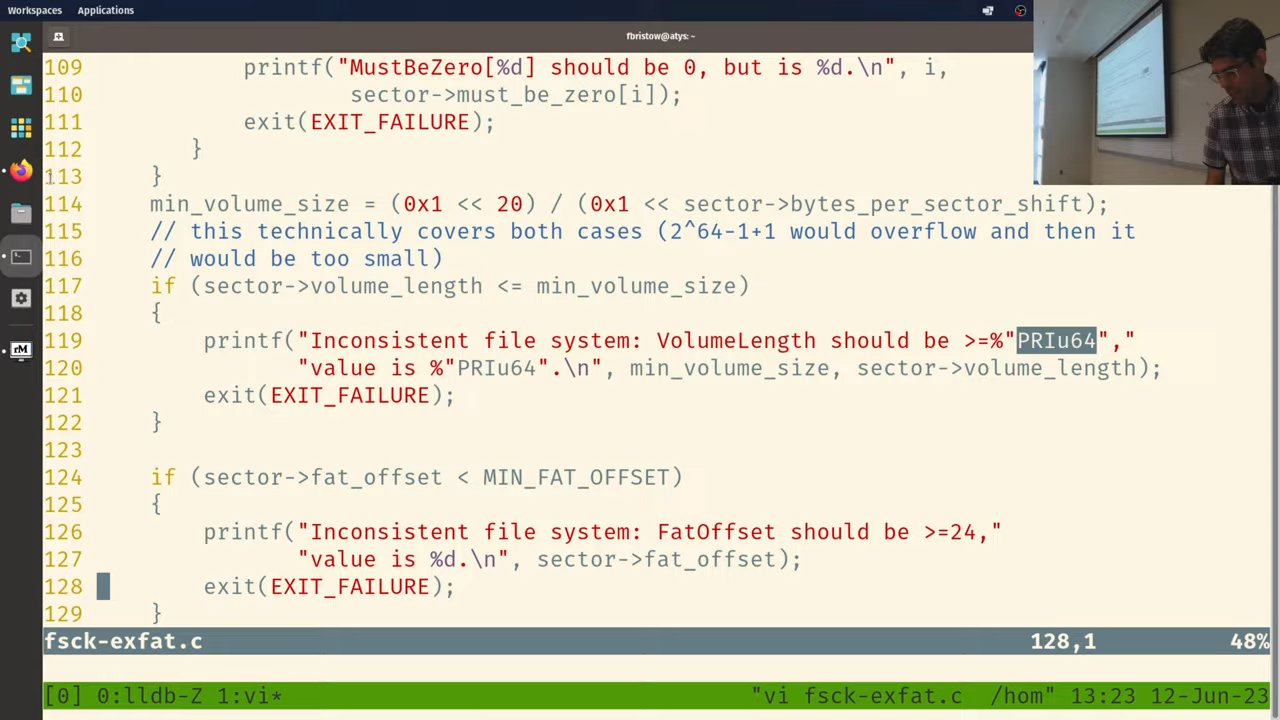 Workspaces Applications
fbristow@atys: ~
109 printf("MustBeZero[%d] should be 0, but is %d.\n", i,
110 sector->must_be_zero[i]);
111 exit(EXIT_FAILURE);
112 }
113 }
114 min_volume_size = (0x1 << 20) / (0x1 << sector->bytes_per_sector_shift);
115 // this technically covers both cases (2^64-1+1 would overflow and then it
116 // would be too small)
117 if (sector->volume_length <= min_volume_size)
118 {
119 printf("Inconsistent file system: VolumeLength should be >=%"PRIu64","
120 "value is %"PRIu64".\n", min_volume_size, sector->volume_length);
121 exit(EXIT_FAILURE);
122 }
123
124 if (sector->fat_offset < MIN_FAT_OFFSET)
125 {
126 printf("Inconsistent file system: FatOffset should be >=24,"
127 "value is %d.\n", sector->fat_offset);
128 exit(EXIT_FAILURE);
129 }
fsck-exfat.c 128,1 48%
[0] 0:lldb-Z 1:vi* "vi fsck-exfat.c /hom" 13:23 12-Jun-23
rM